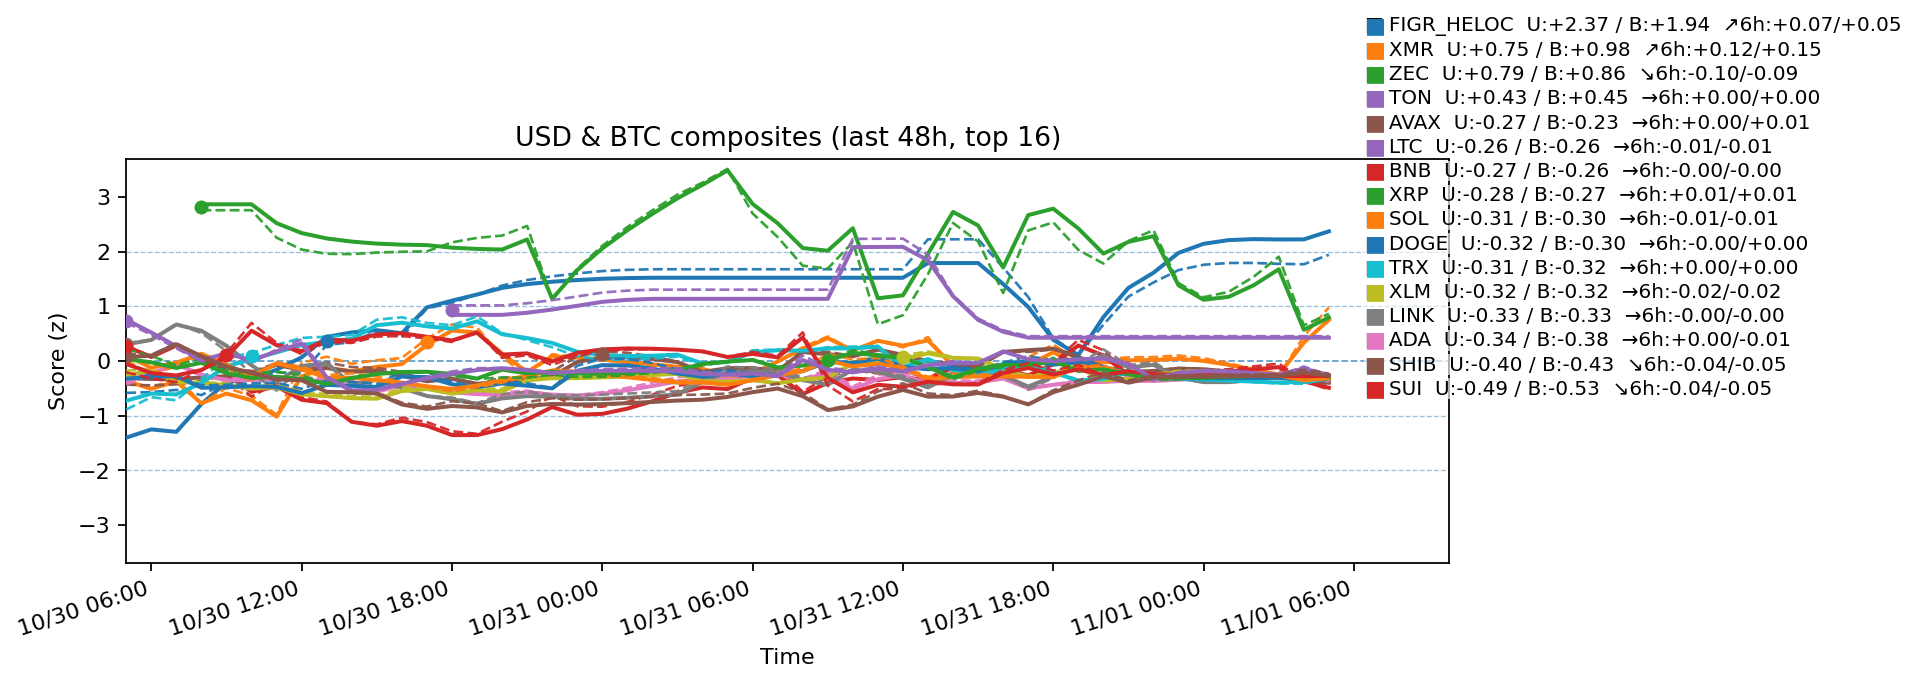 FIGR_HELOC  U:+2.37 / B:+1.94  ↗6h:+0.07/+0.05
XMR  U:+0.75 / B:+0.98  ↗6h:+0.12/+0.15
ZEC  U:+0.79 / B:+0.86  ↘6h:-0.10/-0.09
TON  U:+0.43 / B:+0.45  →6h:+0.00/+0.00
AVAX  U:-0.27 / B:-0.23  →6h:+0.00/+0.01
LTC  U:-0.26 / B:-0.26  →6h:-0.01/-0.01
BNB  U:-0.27 / B:-0.26  →6h:-0.00/-0.00
XRP  U:-0.28 / B:-0.27  →6h:+0.01/+0.01
SOL  U:-0.31 / B:-0.30  →6h:-0.01/-0.01
DOGE  U:-0.32 / B:-0.30  →6h:-0.00/+0.00
TRX  U:-0.31 / B:-0.32  →6h:+0.00/+0.00
XLM  U:-0.32 / B:-0.32  →6h:-0.02/-0.02
LINK  U:-0.33 / B:-0.33  →6h:-0.00/-0.00
ADA  U:-0.34 / B:-0.38  →6h:+0.00/-0.01
SHIB  U:-0.40 / B:-0.43  ↘6h:-0.04/-0.05
SUI  U:-0.49 / B:-0.53  ↘6h:-0.04/-0.05
USD & BTC composites (last 48h, top 16)
Score (z)
3
2
1
0
−1
−2
−3
10/30 06:00
10/30 12:00
10/30 18:00
10/31 00:00
10/31 06:00
10/31 12:00
10/31 18:00
11/01 00:00
11/01 06:00
Time